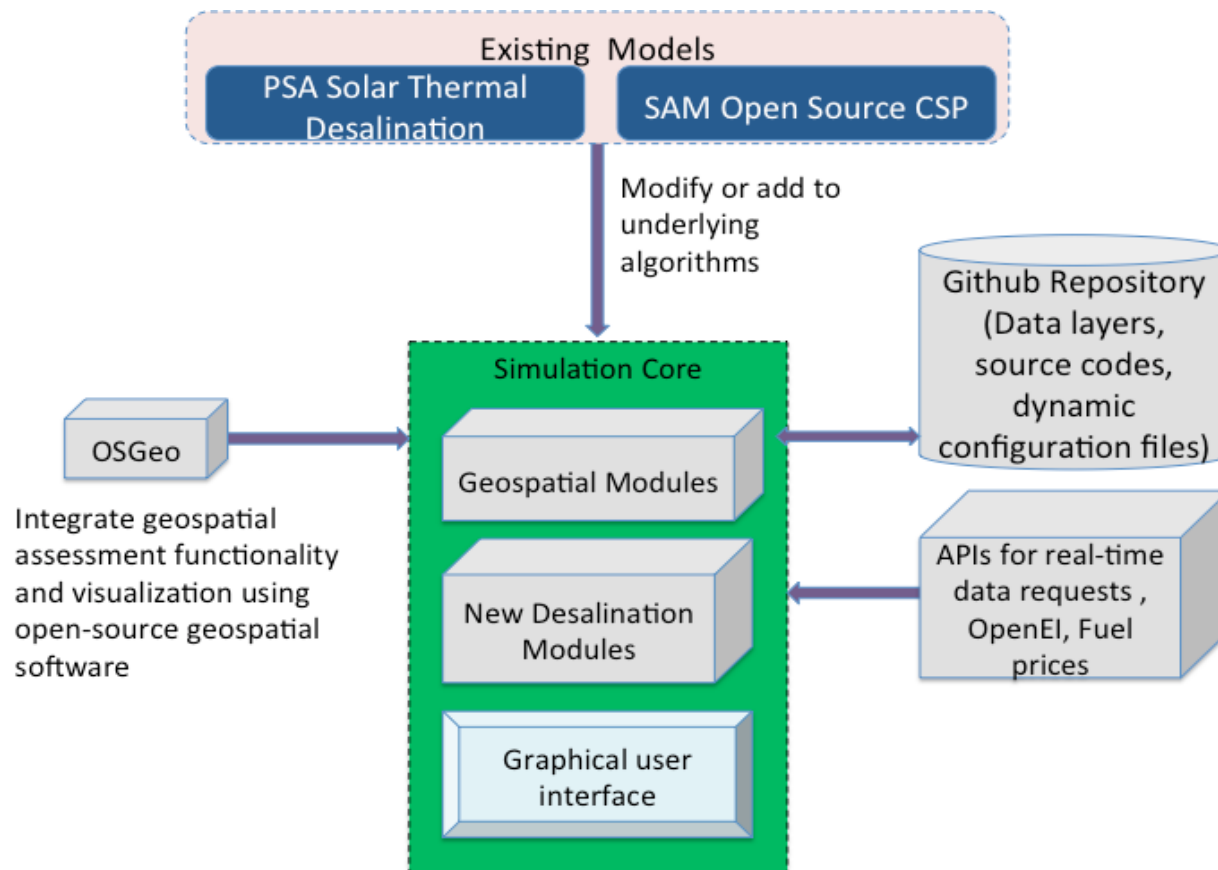 Existing Models
PSA Solar Thermal
Desalination
SAM Open Source CSP
Modify or add to
underlying
algorithms
Github Repository
(Data layers,
source codes,
dynamic
configuration files)
Simulation Core
OSGeo
Geospatial Modules
Integrate geospatial
assessment functionality
and visualization using
open-source geospatial
software
New Desalination
Modules
APIs for real-time
data requests ,
OpenEI, Fuel
prices
Graphical user
interface